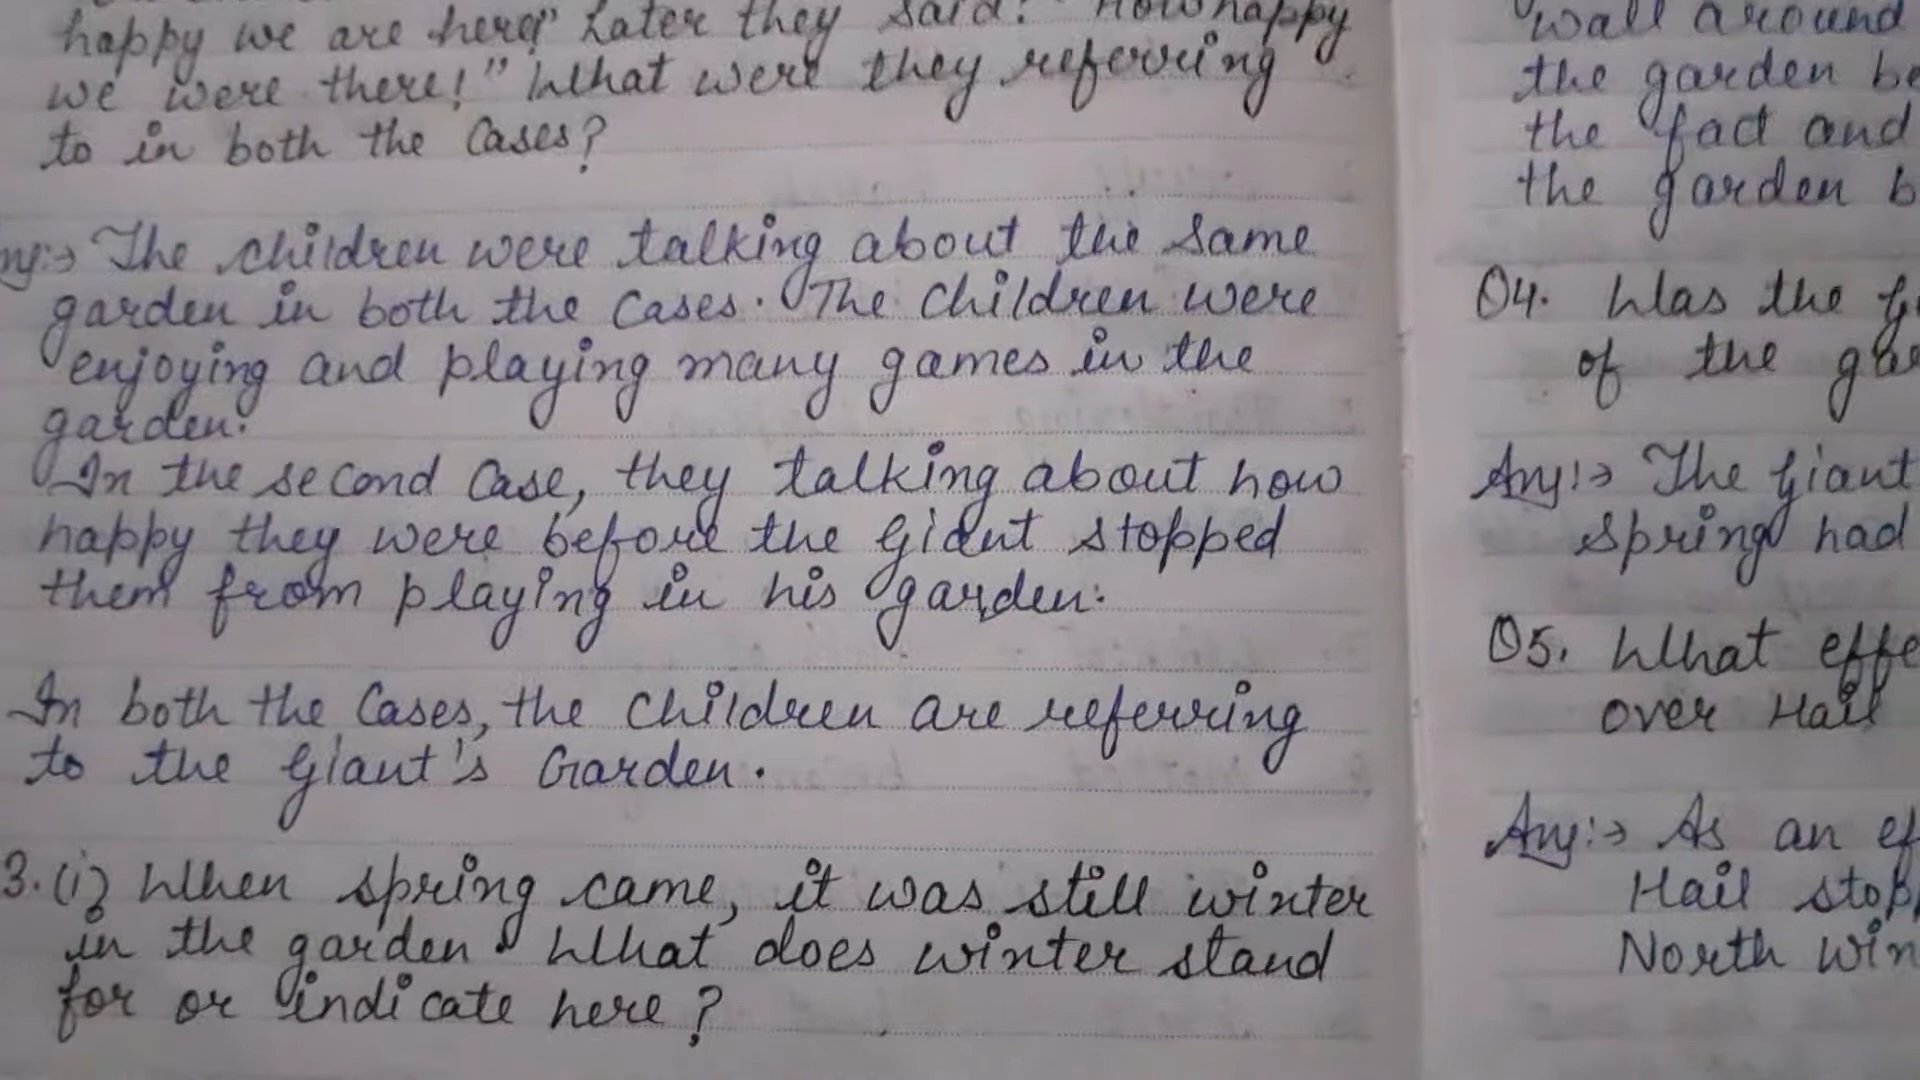 happy we are here!" Later they said: "How happy
we were there!" What were they referring
to in both the Cases?
Ans:→ The children were talking about the same
garden in both the Cases. The children were
enjoying and playing many games in the
garden.
In the second Case, they talking about how
happy they were before the Giant stopped
them from playing in his garden.
In both the Cases, the children are referring
to the Giant's Garden.
3. (i) When spring came, it was still winter
in the garden. What does winter stand
for or indicate here?
wall around
the garden
the fact and
the garden
Q4. Was the
of the
Ans:→ The Giant
spring had
Q5. What
over Hail
Ans:→ As an
Hail
North